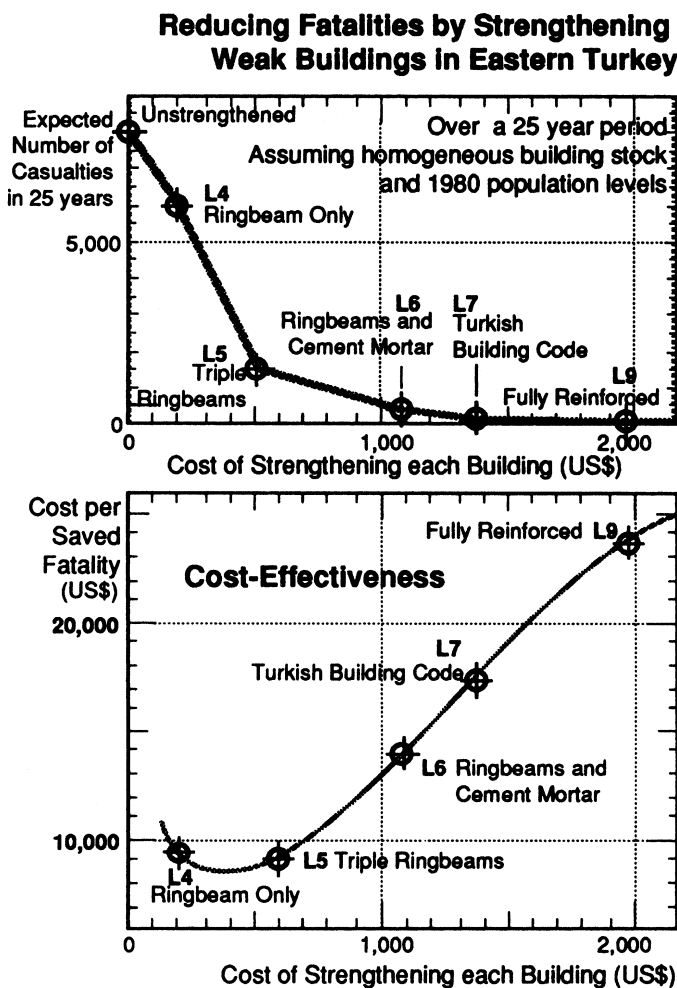 Reducing Fatalities by Strengthening
Weak Buildings in Eastern Turkey
Expected
Number of
Casualties
in 25 years
Unstrengthened
Over a 25 year period
Assuming homogeneous building stock
and 1980 population levels
L4
Ringbeam Only
5,000
L6
Ringbeams and
Cement Mortar
L7
Turkish
Building Code
L5
Triple
Ringbeams
L9
Fully Reinforced
0
0 1,000 2,000
Cost of Strengthening each Building (US$)
Cost per
Saved
Fatality
(US$)
Fully Reinforced L9
Cost-Effectiveness
20,000
L7
Turkish Building Code
L6 Ringbeams and
Cement Mortar
10,000
L5 Triple Ringbeams
L4
Ringbeam Only
0 1,000 2,000
Cost of Strengthening each Building (US$)